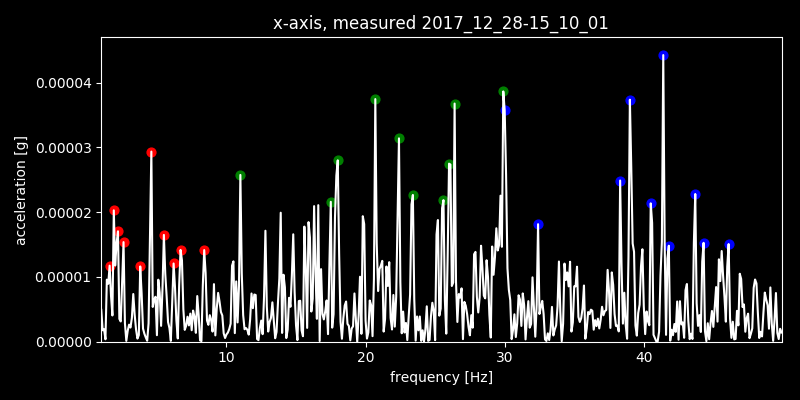 x-axis, measured 2017_12_28-15_10_01
0.00004
0.00003
0.00002
0.00001
0.00000
acceleration [g]
10 20 30 40
frequency [Hz]